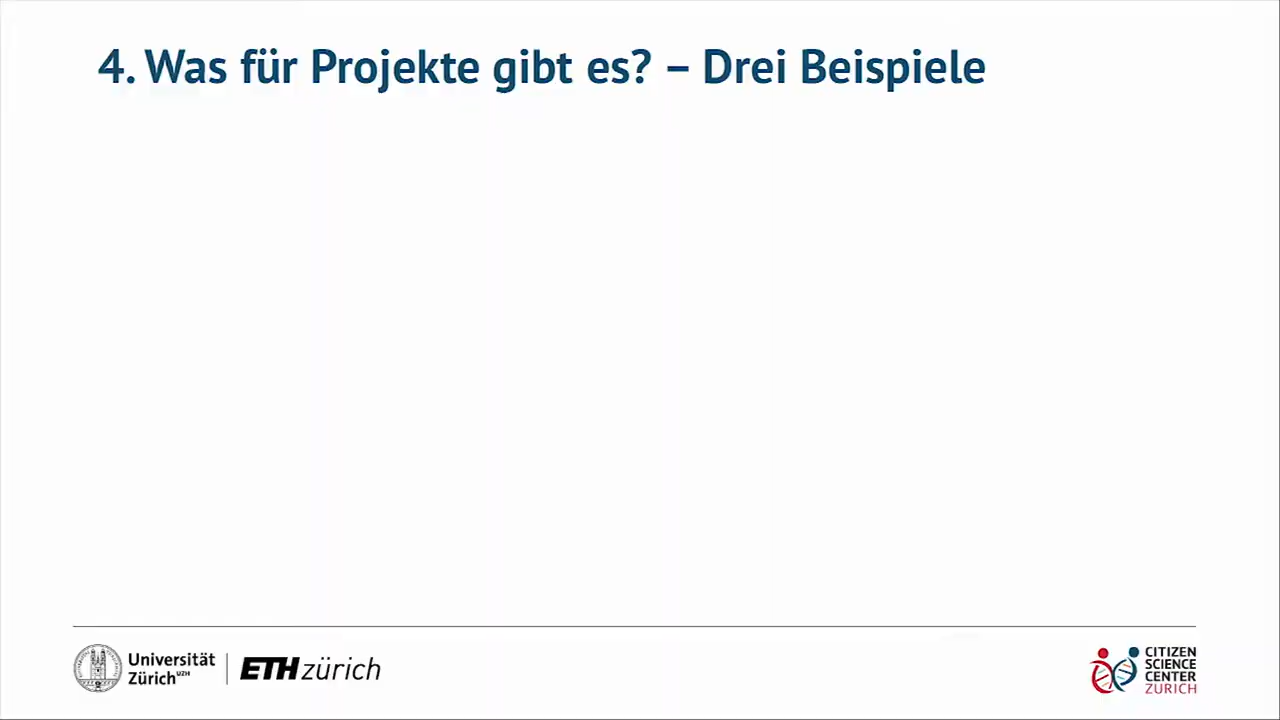 4. Was für Projekte gibt es? – Drei Beispiele
Universität
Zürich UZH
ETH zürich
CITIZEN
SCIENCE
CENTER
ZURICH